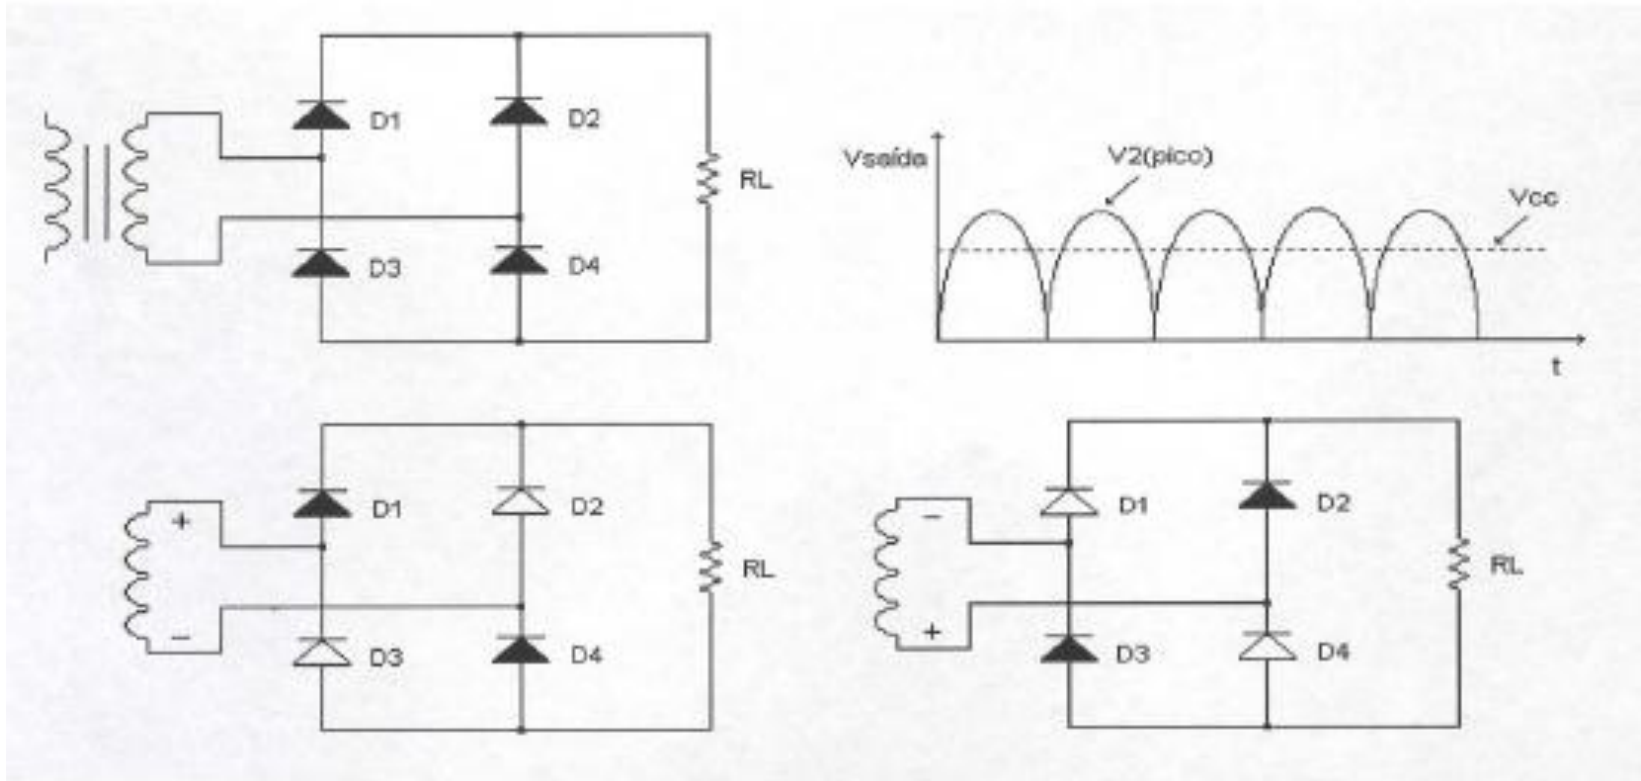 D1
D2
RL
D3
D4
Vsaída
V2(pico)
Vcc
t
+
D1
D2
RL
−
D3
D4
−
D1
D2
RL
+
D3
D4